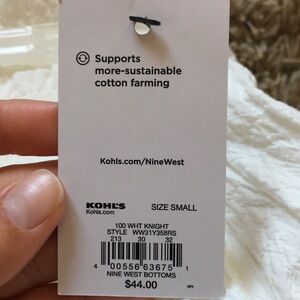 Supports
more-sustainable
cotton farming
Kohls.com/NineWest
KOHL'S
Kohls.com
SIZE SMALL
100 WHT KNIGHT
STYLE WW31Y358RS
213 30 32
4 00556 63675 1
NINE WEST BOTTOMS
$44.00